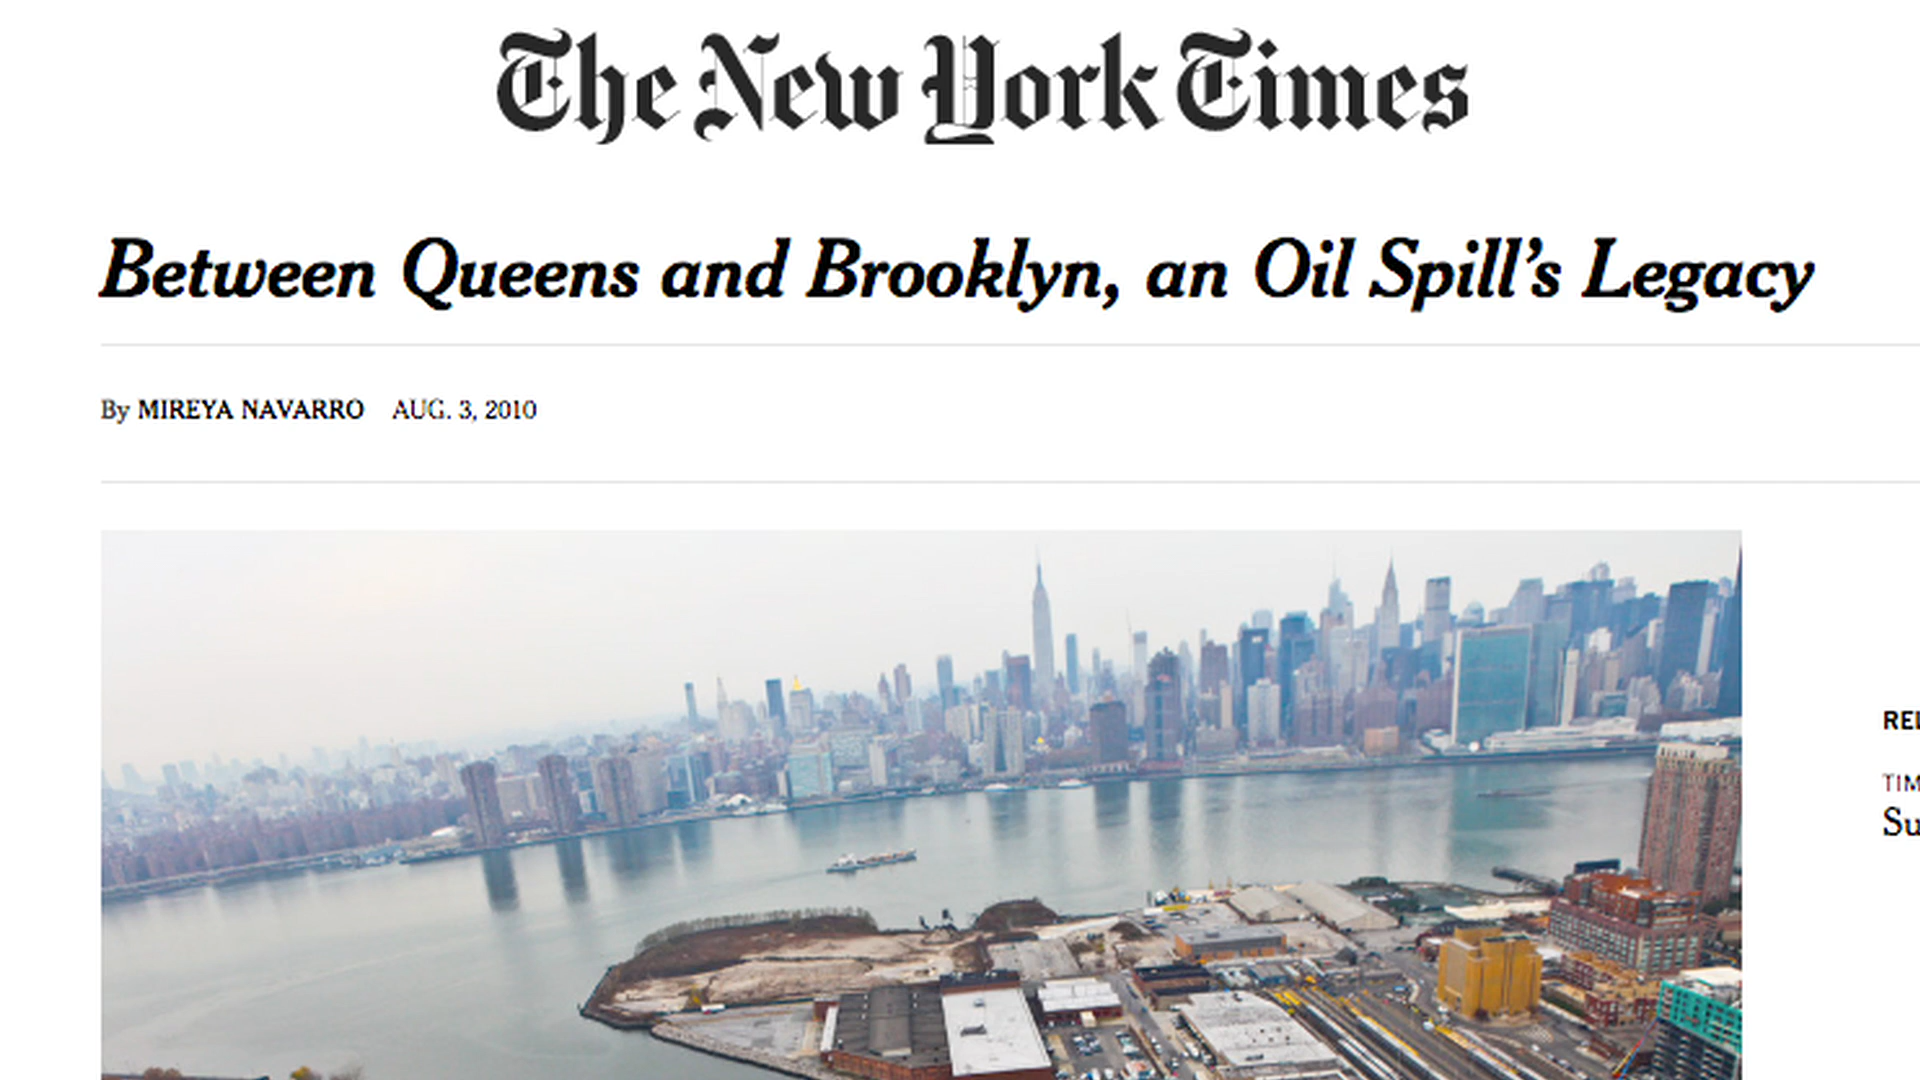 The New York Times
Between Queens and Brooklyn, an Oil Spill’s Legacy
By MIREYA NAVARRO AUG. 3, 2010